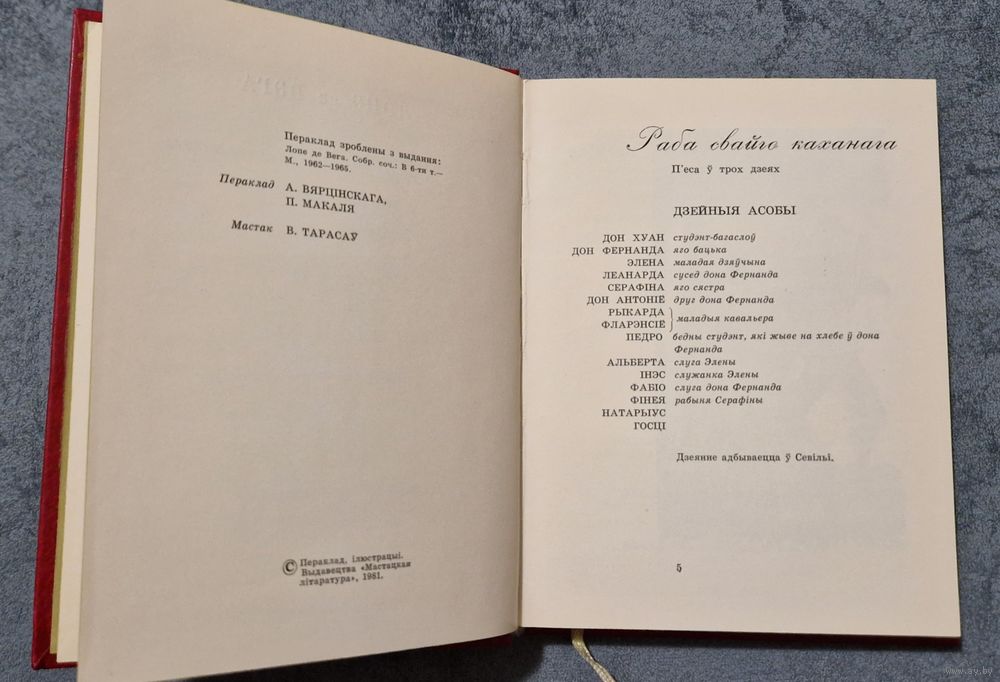 Пераклад зроблены з выдання:
Лопе де Вега. Собр. соч.: В 6-ти т.—
М., 1962—1965.
Пераклад А. ВЯРЦІНСКАГА,
П. МАКАЛЯ
Мастак В. ТАРАСАЎ
© Пераклад, ілюстрацыі.
Выдавецтва «Мастацкая
літаратура», 1981.
Раба свайго каханага
П'еса ў трох дзеях
ДЗЕЙНЫЯ АСОБЫ
ДОН ХУАН студэнт-багаслоў
ДОН ФЕРНАНДА яго бацька
ЭЛЕНА маладая дзяўчына
ЛЕАНАРДА сусед дона Фернанда
СЕРАФІНА яго сястра
ДОН АНТОНІЕ друг дона Фернанда
РЫКАРДА
ФЛАРЭНСІЕ } маладыя кавальера
ПЕДРО бедны студэнт, які жыве на хлебе ў дона
Фернанда
АЛЬБЕРТА слуга Элены
ІНЭС служанка Элены
ФАБІО слуга дона Фернанда
ФІНЕЯ рабыня Серафіны
НАТАРЫУС
ГОСЦІ
Дзеянне адбываецца ў Севільі.
5
www.ay.by